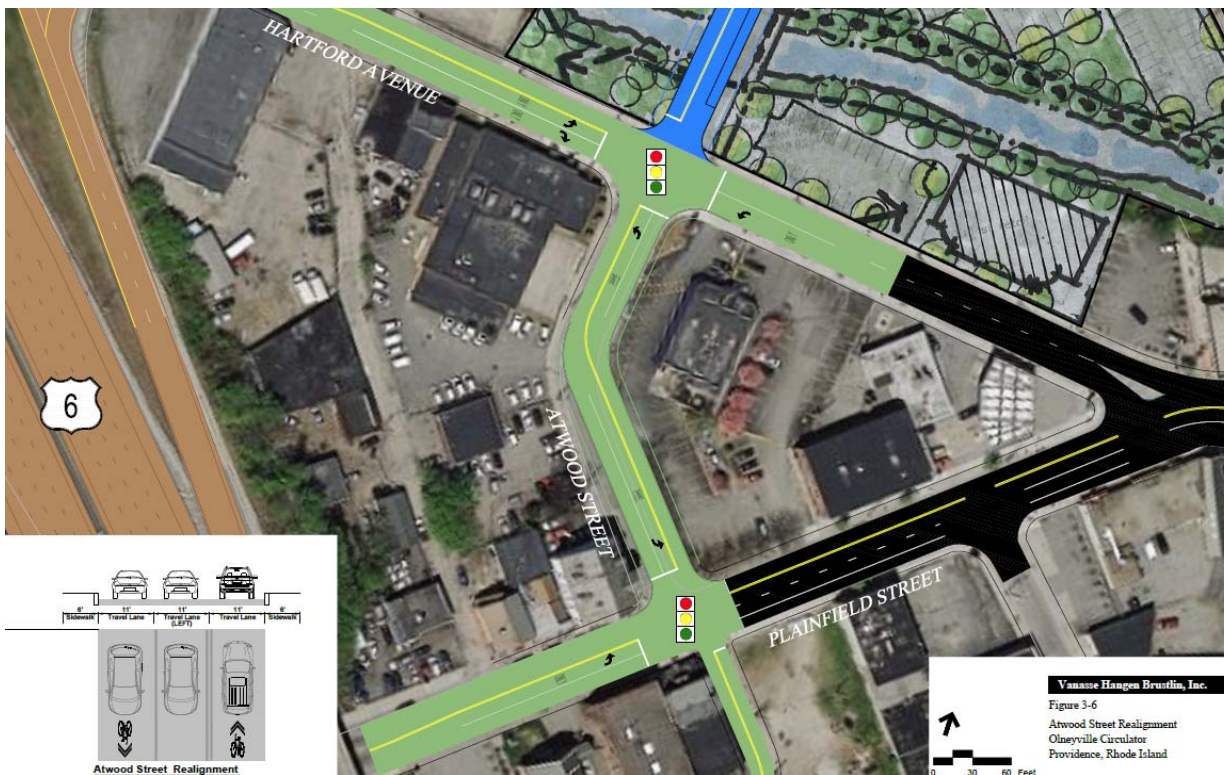 HARTFORD AVENUE
6
ATWOOD STREET
PLAINFIELD STREET
6' 11' 11' 11' 6'
Sidewalk Travel Lane Travel Lane Travel Lane Sidewalk
(LEFT)
Atwood Street Realignment
Vanasse Hangen Brustlin, Inc.
Figure 3-6
Atwood Street Realignment
Olneyville Circulator
Providence, Rhode Island
0 30 60 Feet